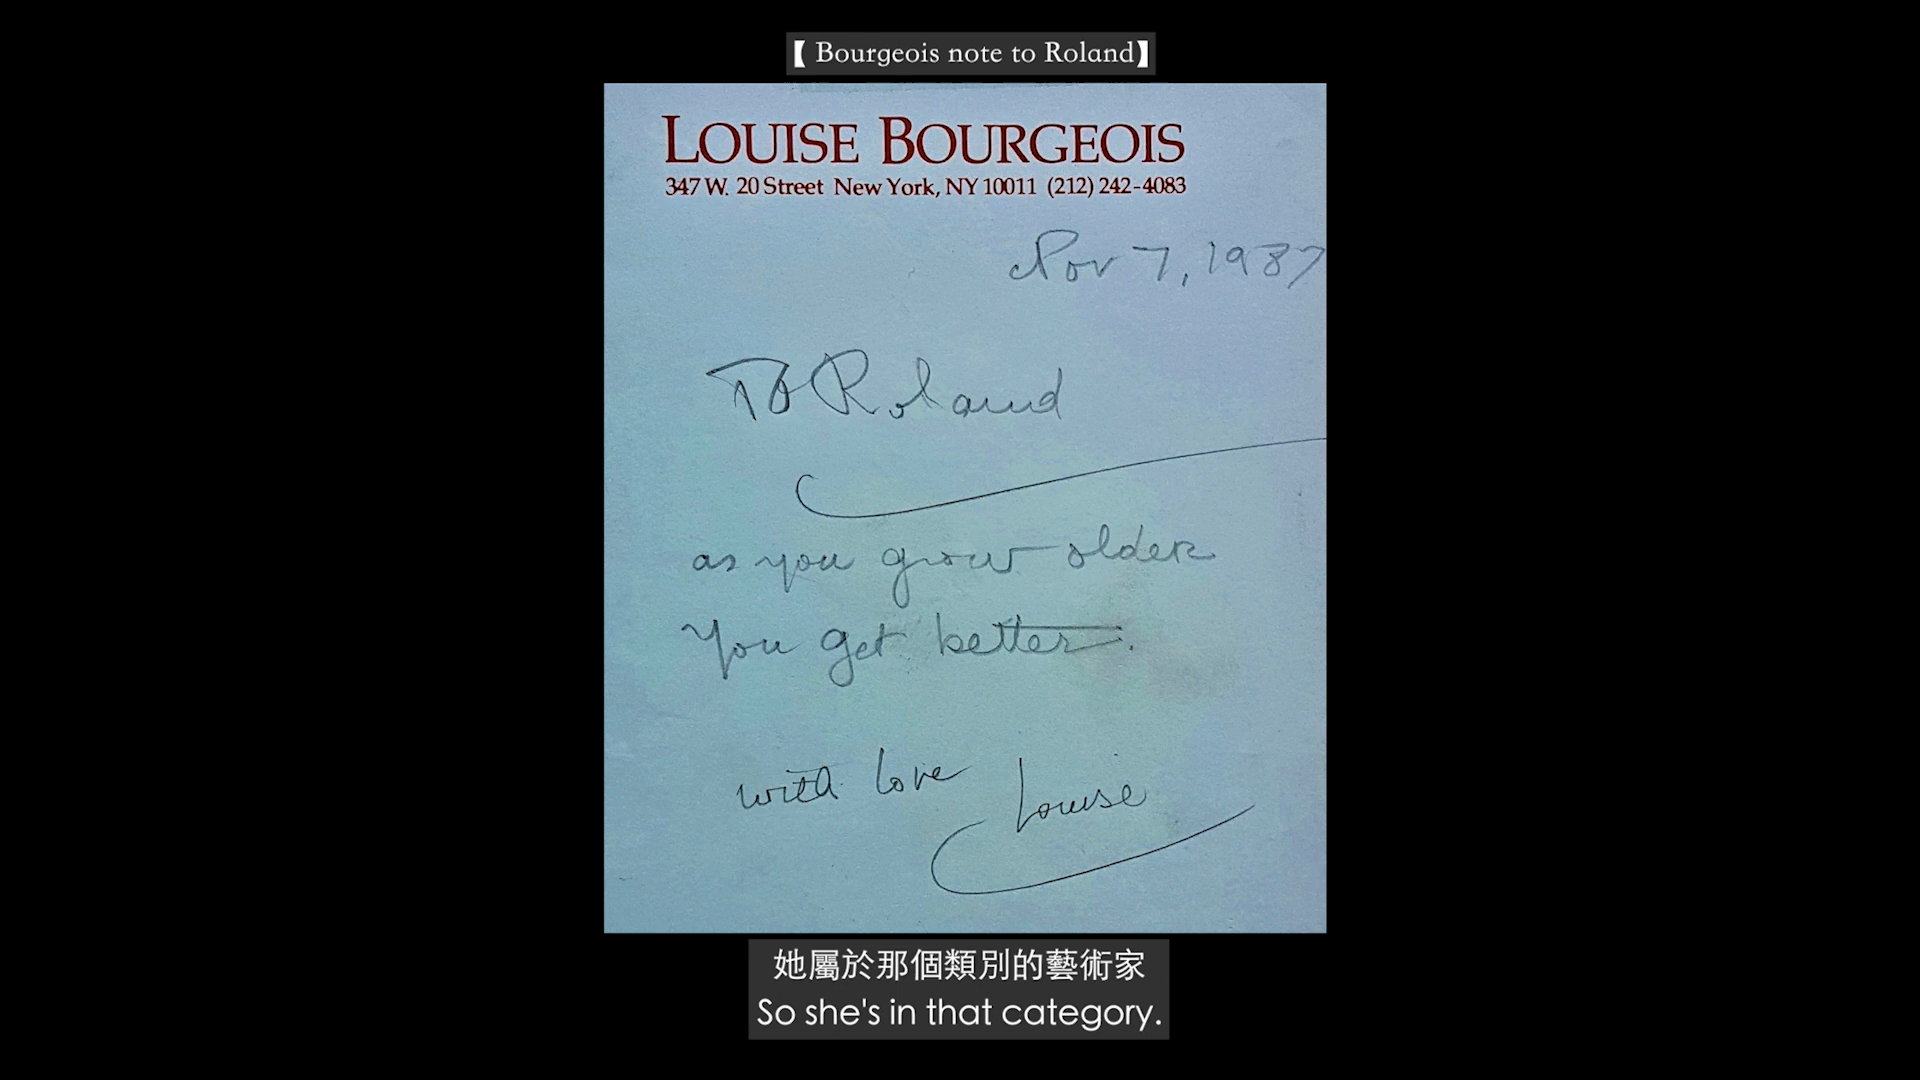 【 Bourgeois note to Roland】
LOUISE BOURGEOIS
347 W. 20 Street New York, NY 10011 (212) 242-4083
Nov 7, 1987
To Roland
as you grow older
You get better.
with love Louise
她屬於那個類別的藝術家
So she's in that category.